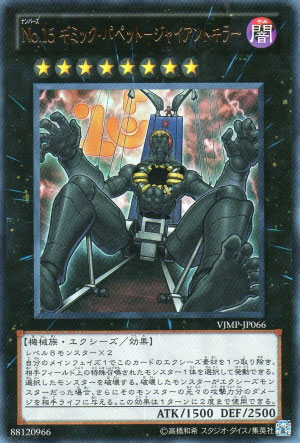 ナンバーズ
No.15 ギミック・パペット－ジャイアントキラー
ヤミ
闇
15
VJMP-JP066
【機械族・エクシーズ／効果】
レベル８モンスター×２
自分のメインフェイズ１でこのカードのエクシーズ素材を１つ取り除き、
相手フィールド上の特殊召喚されたモンスター１体を選択して発動できる。
選択したモンスターを破壊する。破壊したモンスターがエクシーズモンス
ターだった場合、さらにそのモンスターの元々の攻撃力分のダメー
ジを相手ライフに与える。この効果は１ターンに２度まで使用できる。
ATK/1500 DEF/2500
88120966
©高橋和希 スタジオ・ダイス/集英社